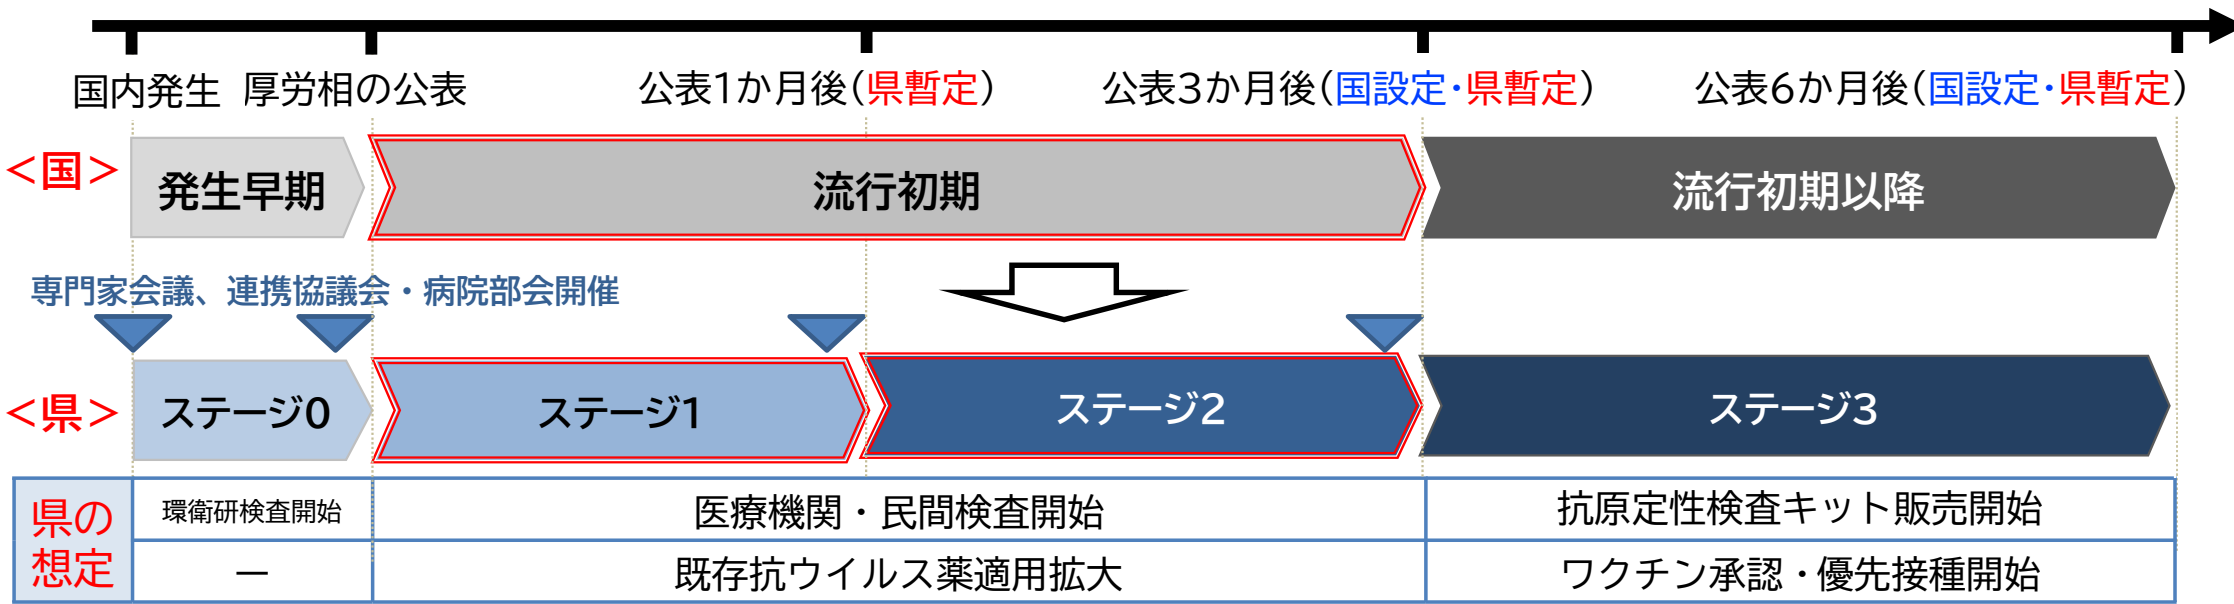 国内発生 厚労相の公表 公表1か月後(県暫定) 公表3か月後(国設定・県暫定) 公表6か月後(国設定・県暫定)
<国> 発生早期 流行初期 流行初期以降
専門家会議、連携協議会・病院部会開催
<県> ステージ0 ステージ1 ステージ2 ステージ3
県の
想定
環衛研検査開始 医療機関・民間検査開始 抗原定性検査キット販売開始
ー 既存抗ウイルス薬適用拡大 ワクチン承認・優先接種開始